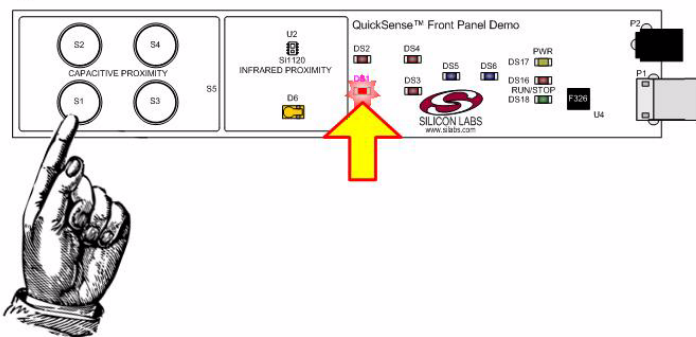 QuickSense™ Front Panel Demo
S2
S4
CAPACITIVE PROXIMITY
S1
S3
S5
U2
Si1120
INFRARED PROXIMITY
D6
DS2
DS4
DS1
DS3
DS5
DS6
SILICON LABS
www.silabs.com
PWR
DS17
DS16
RUN/STOP
DS18
F326
U4
P2
P1